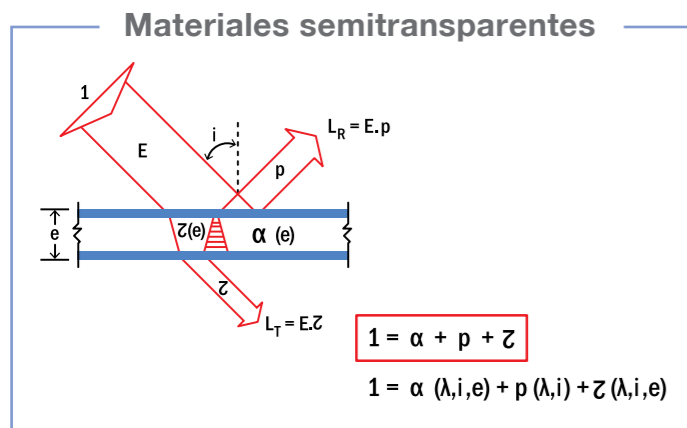 Materiales semitransparentes
1
E
i
p
L_R = E.p
e
Ꚍ(e)
α (e)
Ꚍ
L_T = E.Ꚍ
1 = α + p + Ꚍ
1 = α (λ,i,e) + p (λ,i) + Ꚍ (λ,i,e)